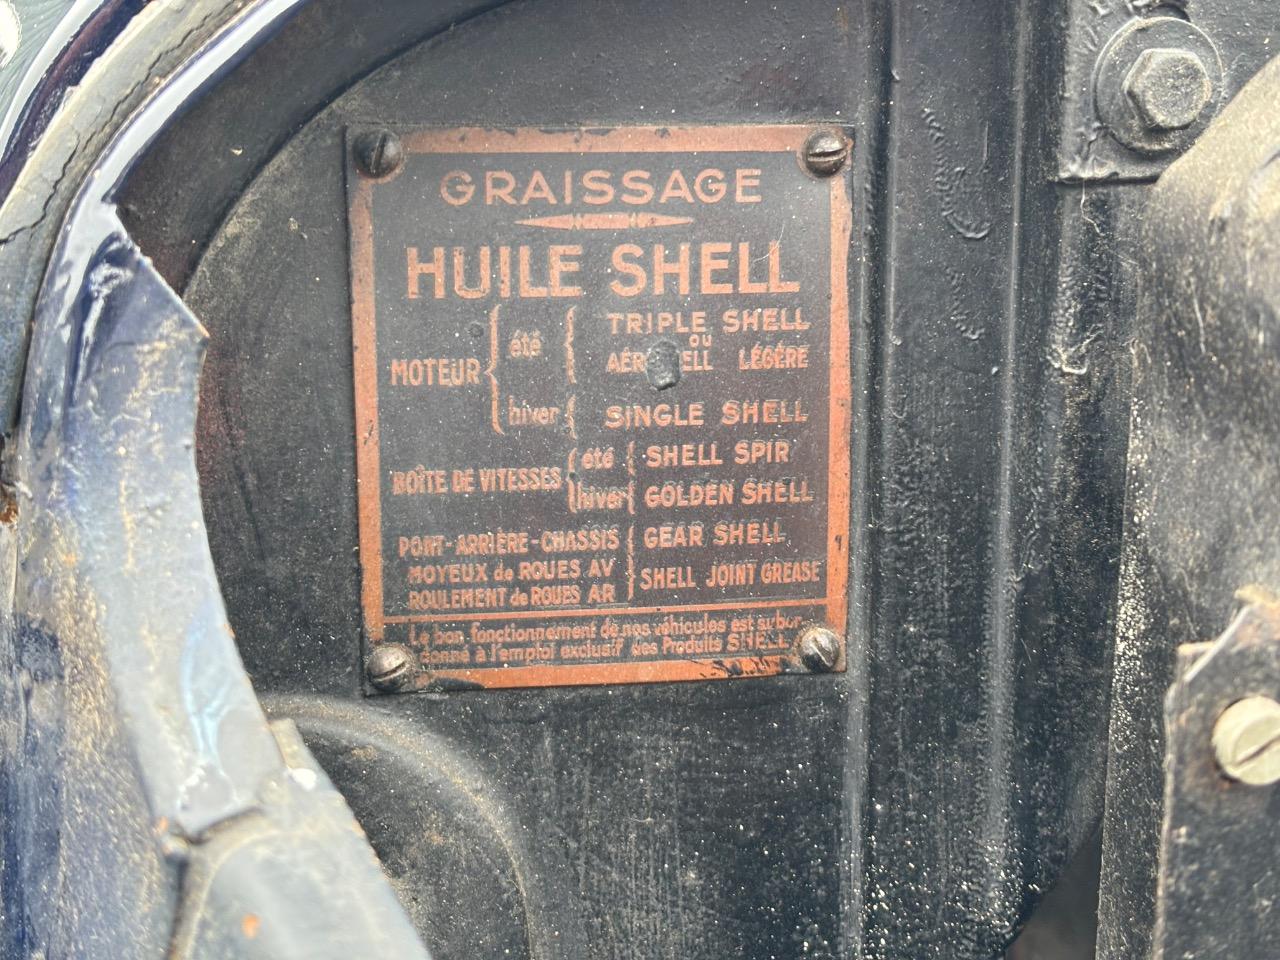 GRAISSAGE
HUILE SHELL
MOTEUR
été
TRIPLE SHELL
OU
LÉGÈRE
hiver
SINGLE SHELL
BOÎTE DE VITESSES
été
SHELL SPIR
hiver
GOLDEN SHELL
PONT-ARRIÈRE-CHASSIS
GEAR SHELL
MOYEUX de ROUES AV
ROULEMENT de ROUES AR
SHELL JOINT GREASE
Le bon fonctionnement de nos véhicules est subor-
donné à l'emploi exclusif des Produits SHELL